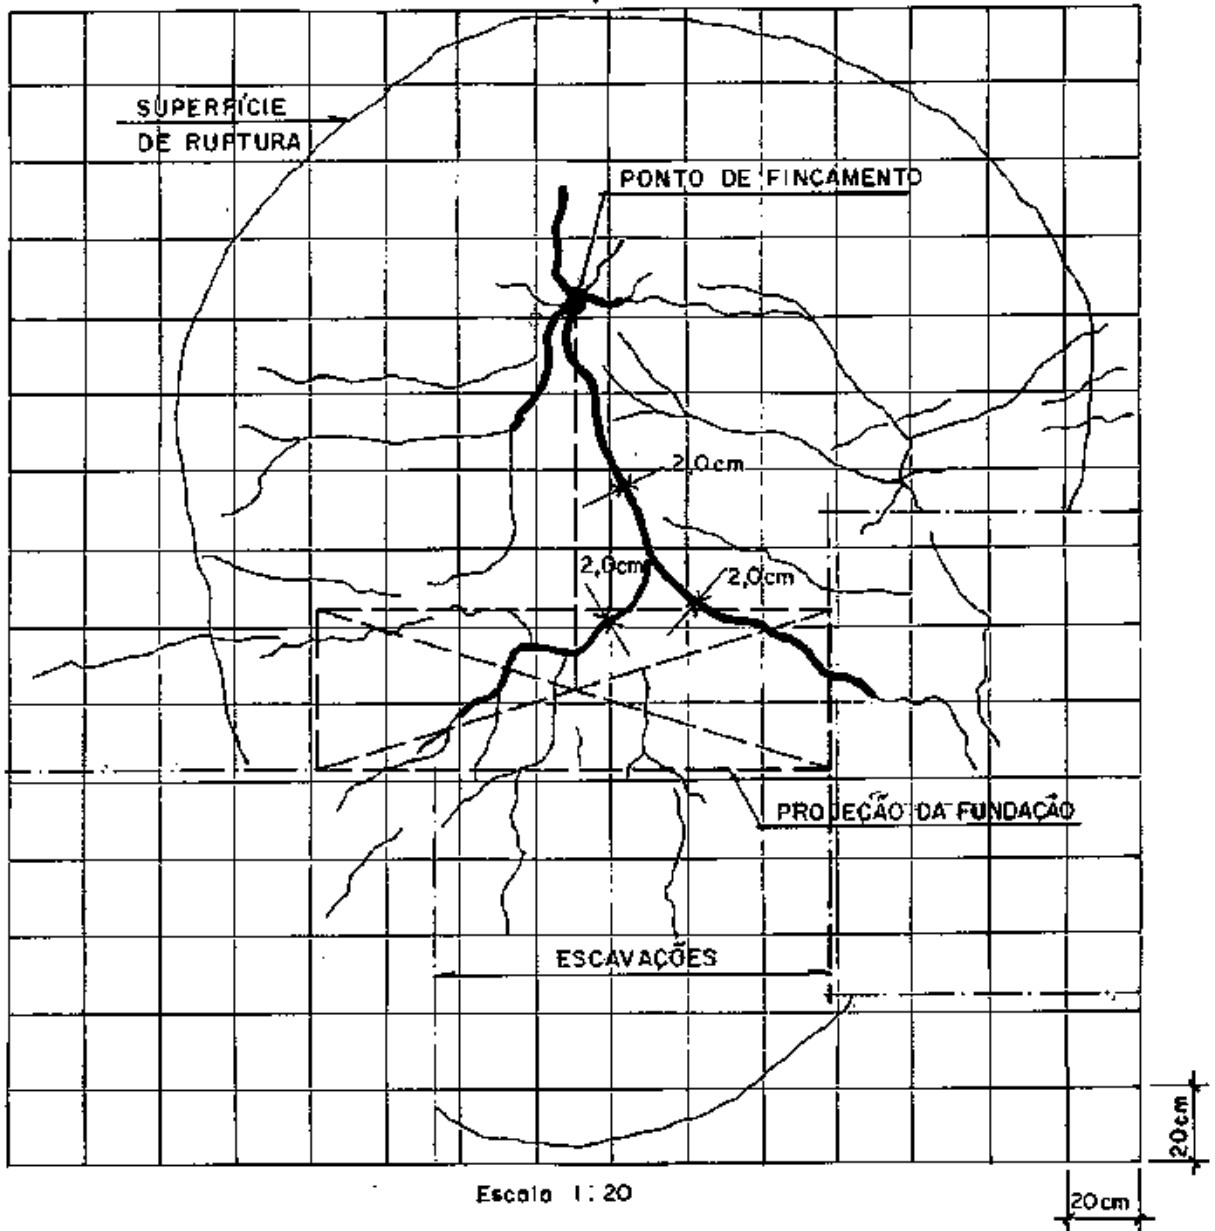 SUPERFÍCIE
DE RUPTURA
PONTO DE FINCAMENTO
2,0cm
2,0cm
2,0cm
PROJEÇÃO DA FUNDAÇÃO
ESCAVAÇÕES
20cm
Escala 1:20
20cm